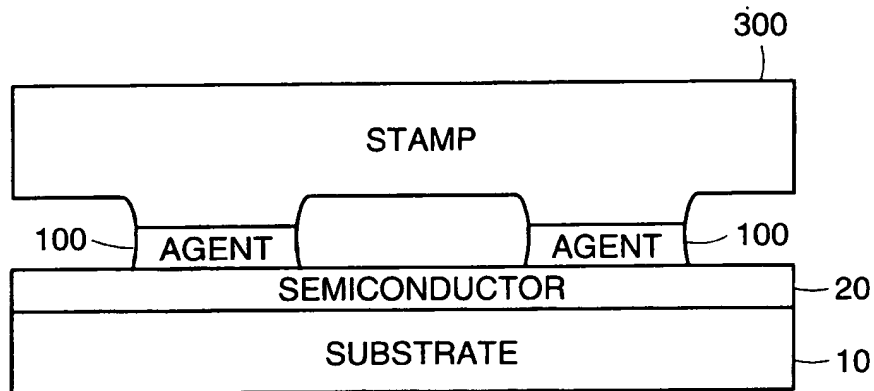 300
STAMP
100 AGENT AGENT 100
SEMICONDUCTOR 20
SUBSTRATE 10